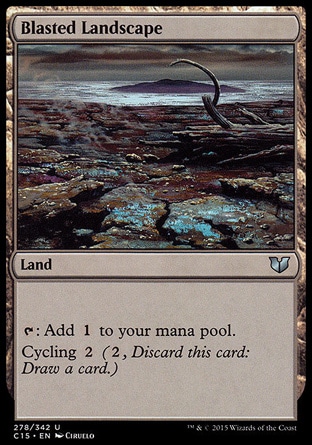 Blasted Landscape
Land
: Add 1 to your mana pool.
Cycling 2 (2, Discard this card:
Draw a card.)
278/342 U
C15 • EN Ciruelo
™ & © 2015 Wizards of the Coast